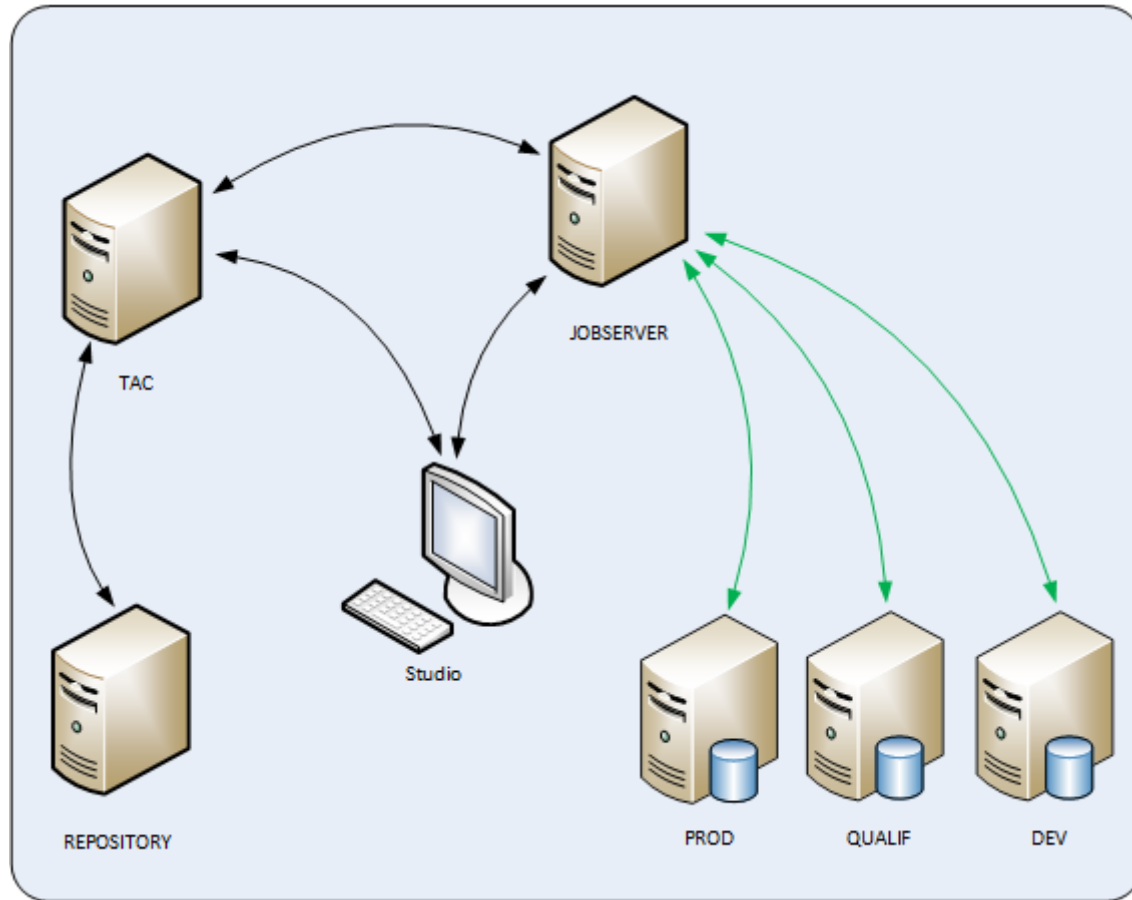 JOBSERVER
TAC
Studio
REPOSITORY
PROD
QUALIF
DEV